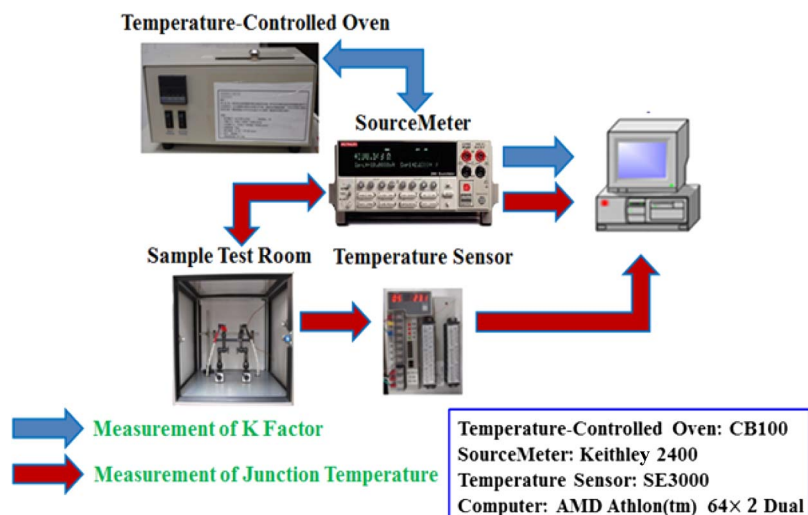 Temperature-Controlled Oven
SourceMeter
Sample Test Room
Temperature Sensor
Measurement of K Factor
Measurement of Junction Temperature
Temperature-Controlled Oven: CB100
SourceMeter: Keithley 2400
Temperature Sensor: SE3000
Computer: AMD Athlon(tm) 64× 2 Dual